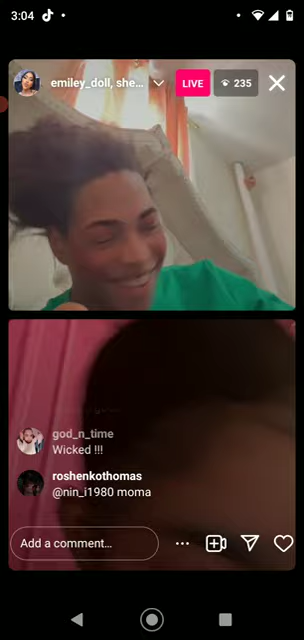 3:04
emiley_doll, she...
LIVE
235
god_n_time
Wicked !!!
roshenkothomas
@nin_i1980 moma
Add a comment...